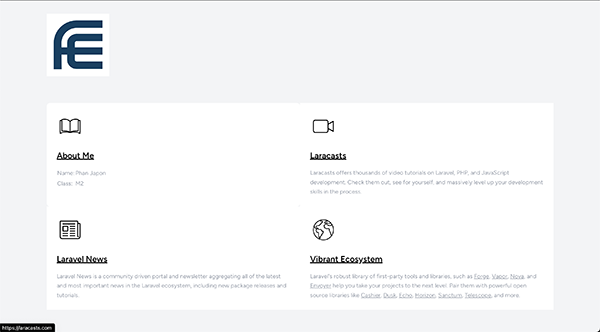 FE
About Me
Name: Phan Japon
Class: M2
Laracasts
Laracasts offers thousands of video tutorials on Laravel, PHP, and JavaScript
development. Check them out, see for yourself, and massively level up your development
skills in the process.
Laravel News
Laravel News is a community driven portal and newsletter aggregating all of the latest
and most important news in the Laravel ecosystem, including new package releases and
tutorials.
Vibrant Ecosystem
Laravel's robust library of first-party tools and libraries, such as Forge, Vapor, Nova, and
Envoyer help you take your projects to the next level. Pair them with powerful open
source libraries like Cashier, Dusk, Echo, Horizon, Sanctum, Telescope, and more.
https://laracasts.com